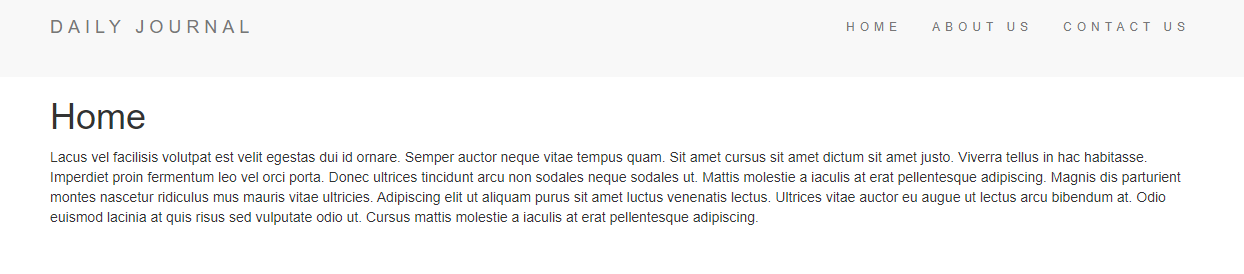 DAILY JOURNAL
HOME ABOUT US CONTACT US
Home
Lacus vel facilisis volutpat est velit egestas dui id ornare. Semper auctor neque vitae tempus quam. Sit amet cursus sit amet dictum sit amet justo. Viverra tellus in hac habitasse.
Imperdiet proin fermentum leo vel orci porta. Donec ultrices tincidunt arcu non sodales neque sodales ut. Mattis molestie a iaculis at erat pellentesque adipiscing. Magnis dis parturient
montes nascetur ridiculus mus mauris vitae ultricies. Adipiscing elit ut aliquam purus sit amet luctus venenatis lectus. Ultrices vitae auctor eu augue ut lectus arcu bibendum at. Odio
euismod lacinia at quis risus sed vulputate odio ut. Cursus mattis molestie a iaculis at erat pellentesque adipiscing.